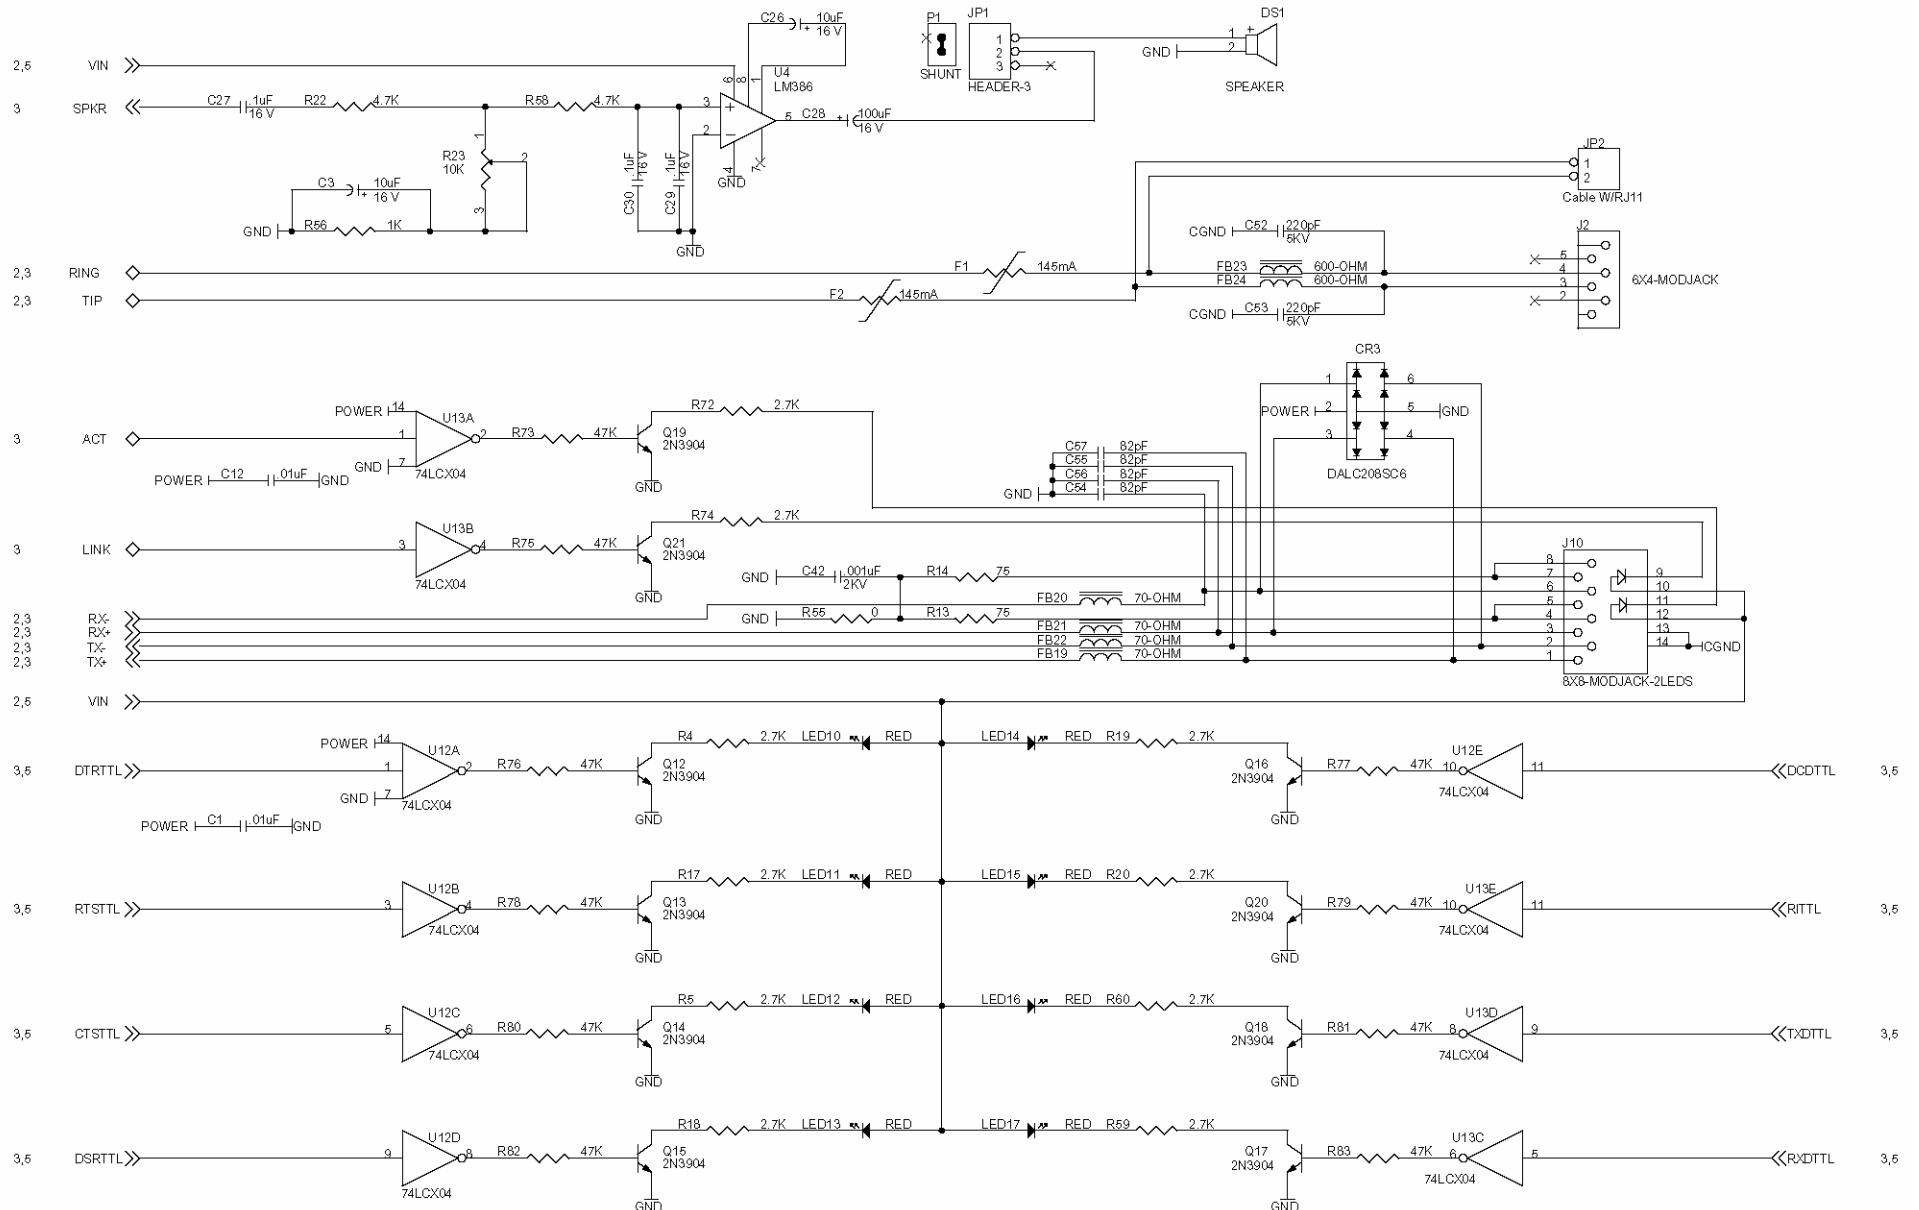 C26 10uF
16 V
P1
SHUNT
JP1
1
2
3
HEADER-3
DS1
1 +
2
GND
SPEAKER
2,5 VIN
U4
LM386
6 8 1
3 SPKR
C27 .1uF
16 V
R22 4.7K
R58 4.7K
3 +
2 −
5
4
7
GND
C28 + 100uF
16 V
1
R23
10K
2
3
C30 .1uF
16 V
C29 .1uF
16 V
GND
C3 10uF
+ 16 V
GND R56 1K
JP2
1
2
Cable W/RJ11
CGND C52 220pF
5KV
J2
5
4
3
2
6X4-MODJACK
2,3 RING
F1 145mA
FB23 600-OHM
FB24 600-OHM
2,3 TIP
F2 145mA
CGND C53 220pF
5KV
CR3
1 6
POWER 2 5 GND
3 4
DALC208SC6
POWER 14
U13A
3 ACT
1 2
GND 7
74LCX04
R73 47K
Q19
2N3904
GND
R72 2.7K
POWER C12 .01uF GND
C57 82pF
C55 82pF
C56 82pF
GND C54 82pF
3 LINK
U13B
3 4
74LCX04
R75 47K
Q21
2N3904
GND
R74 2.7K
GND C42 .001uF
2KV
R14 75
GND R55 0
R13 75
J10
8
7
6
5
4
3
2
1
9
10
11
12
13
14
CGND
8X8-MODJACK-2LEDS
2,3 RX-
2,3 RX+
2,3 TX-
2,3 TX+
FB20 70-OHM
FB21 70-OHM
FB22 70-OHM
FB19 70-OHM
2,5 VIN
POWER 14
U12A
3,5 DTRTTL
1 2
GND 7
74LCX04
R76 47K
Q12
2N3904
GND
R4 2.7K LED10 RED
LED14 RED R19 2.7K
Q16
2N3904
GND
R77 47K
U12E
10 11
74LCX04
DCDTTL 3,5
POWER C1 .01uF GND
3,5 RTSTTL
U12B
3 4
74LCX04
R78 47K
Q13
2N3904
GND
R17 2.7K LED11 RED
LED15 RED R20 2.7K
Q20
2N3904
GND
R79 47K
U13E
10 11
74LCX04
RITTL 3,5
3,5 CTSTTL
U12C
5 6
74LCX04
R80 47K
Q14
2N3904
GND
R5 2.7K LED12 RED
LED16 RED R60 2.7K
Q18
2N3904
GND
R81 47K
U13D
8 9
74LCX04
TXDTTL 3,5
3,5 DSRTTL
U12D
9 8
74LCX04
R82 47K
Q15
2N3904
GND
R18 2.7K LED13 RED
LED17 RED R59 2.7K
Q17
2N3904
GND
R83 47K
U13C
6 5
74LCX04
RXDTTL 3,5